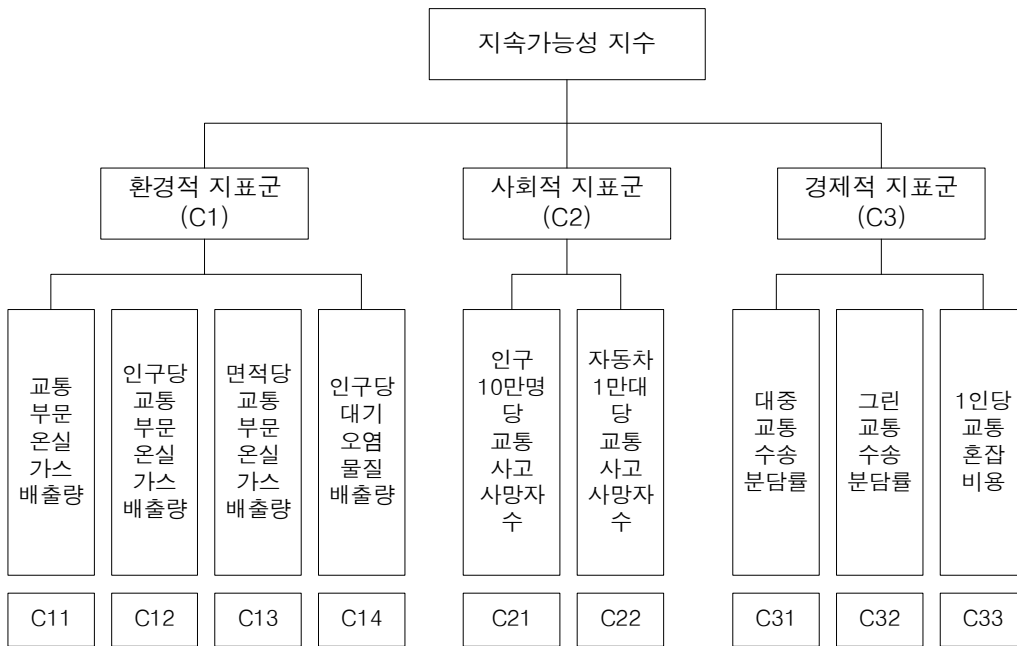 지속가능성 지수
환경적 지표군
(C1)
사회적 지표군
(C2)
경제적 지표군
(C3)
교통
부문
온실
가스
배출량
인구당
교통
부문
온실
가스
배출량
면적당
교통
부문
온실
가스
배출량
인구당
대기
오염
물질
배출량
인구
10만명
당
교통
사고
사망자
수
자동차
1만대
당
교통
사고
사망자
수
대중
교통
수송
분담률
그린
교통
수송
분담률
1인당
교통
혼잡
비용
C11
C12
C13
C14
C21
C22
C31
C32
C33